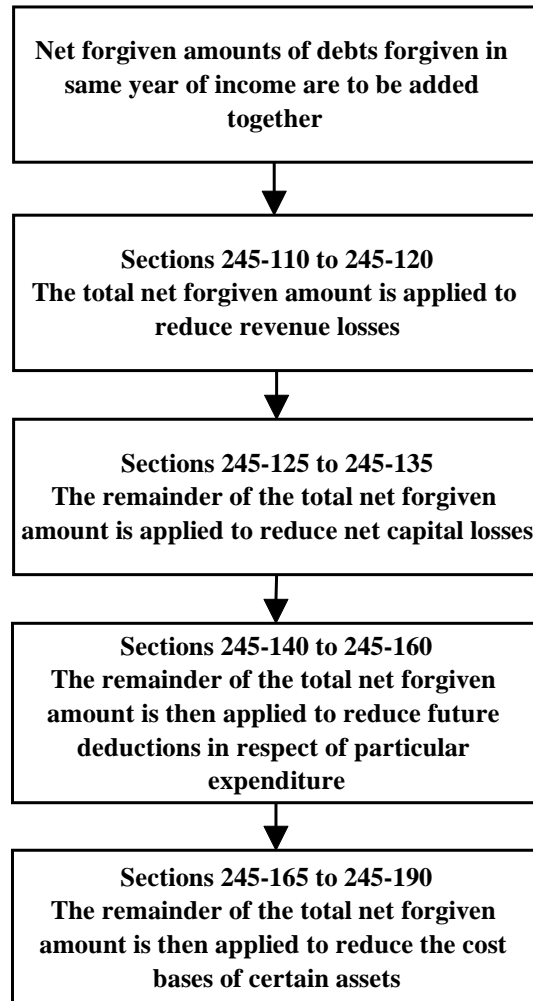 Net forgiven amounts of debts forgiven in
same year of income are to be added
together
Sections 245-110 to 245-120
The total net forgiven amount is applied to
reduce revenue losses
Sections 245-125 to 245-135
The remainder of the total net forgiven
amount is applied to reduce net capital losses
Sections 245-140 to 245-160
The remainder of the total net forgiven
amount is then applied to reduce future
deductions in respect of particular
expenditure
Sections 245-165 to 245-190
The remainder of the total net forgiven
amount is then applied to reduce the cost
bases of certain assets